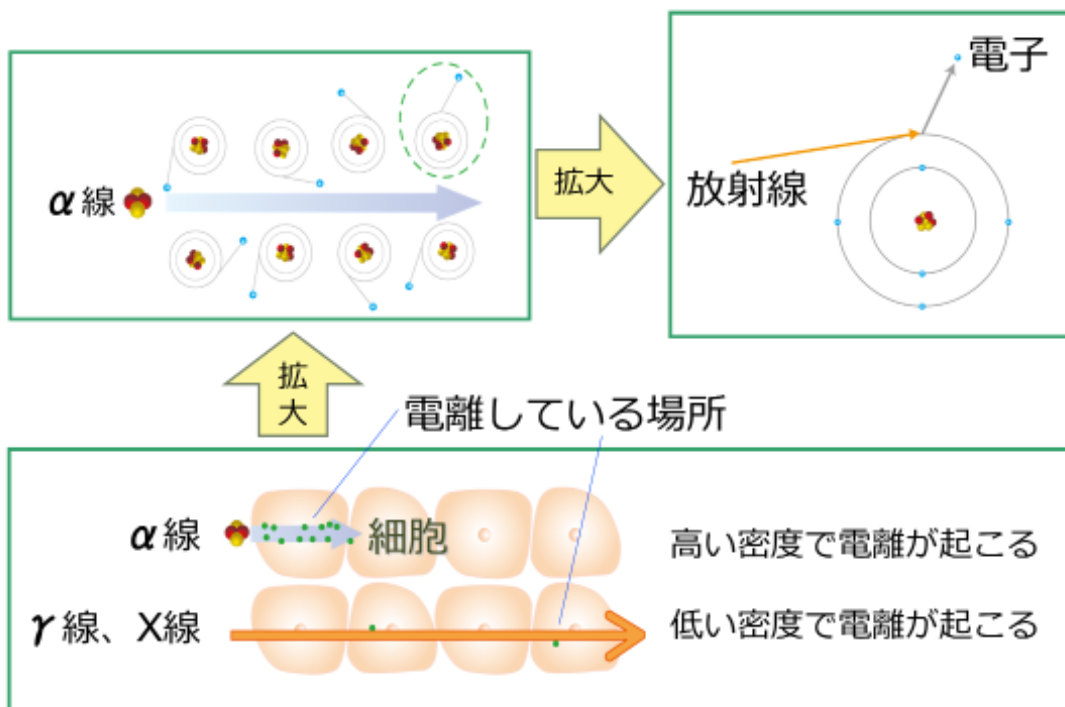 α線
拡大
電子
放射線
拡
大
電離している場所
α線
細胞
高い密度で電離が起こる
γ線、X線
低い密度で電離が起こる